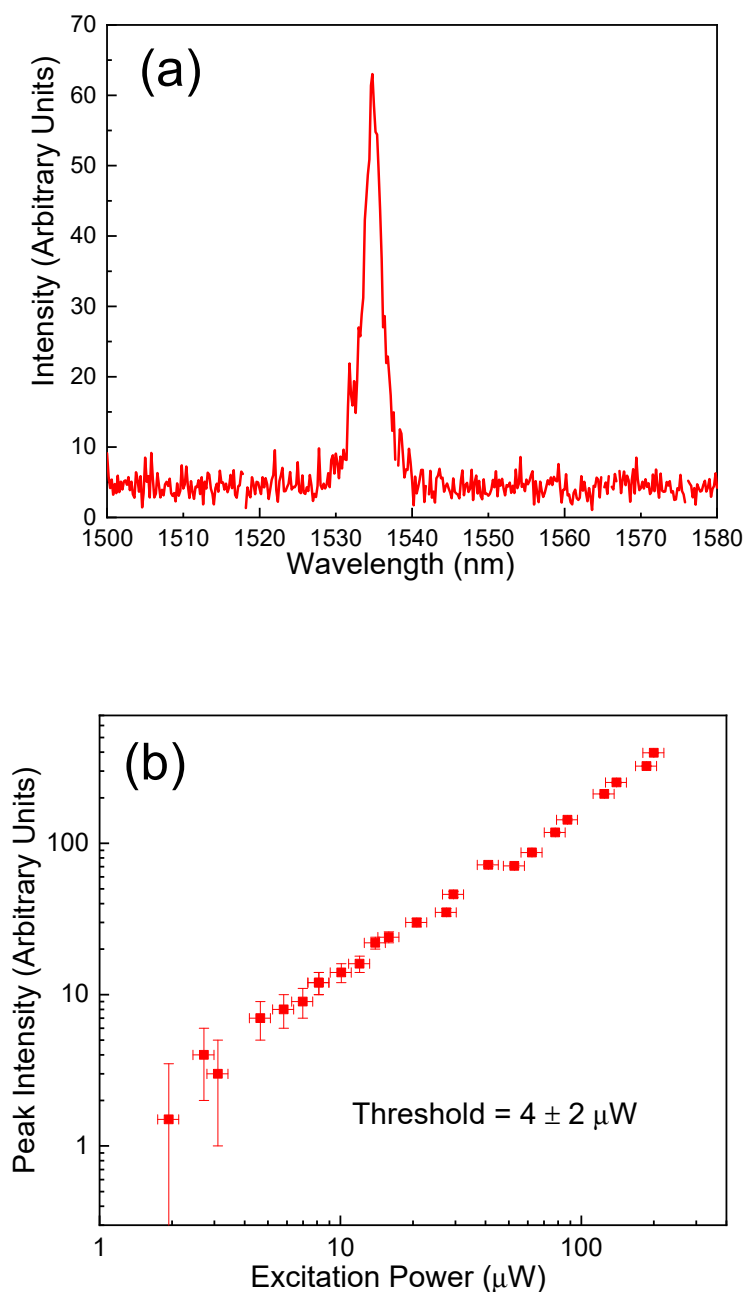 (a)
Intensity (Arbitrary Units)
70
60
50
40
30
20
10
0
1500 1510 1520 1530 1540 1550 1560 1570 1580
Wavelength (nm)
(b)
Peak Intensity (Arbitrary Units)
100
10
1
Threshold = 4 ± 2 μW
1 10 100
Excitation Power (μW)